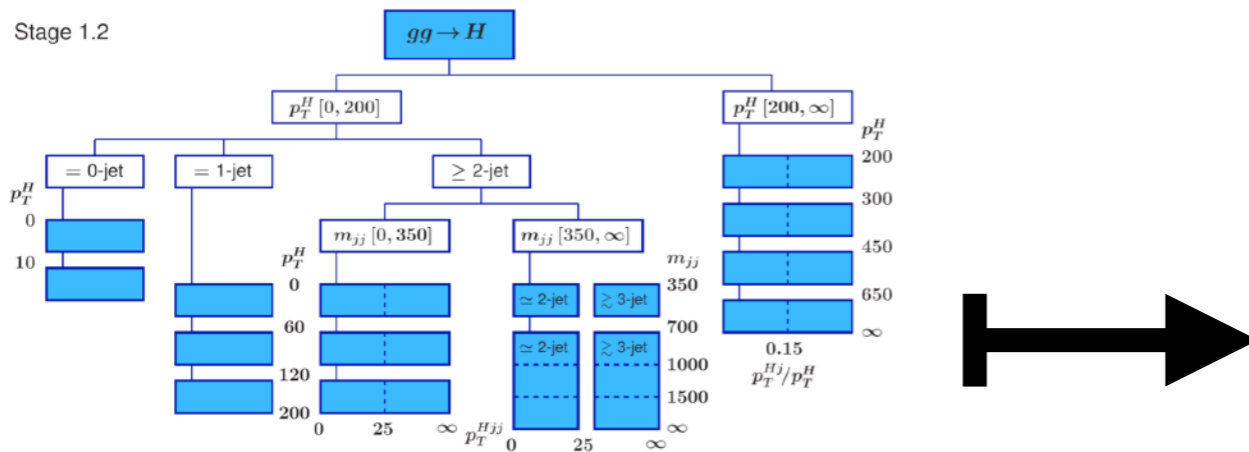 Stage 1.2
gg → H
p_T^H [0, 200]
p_T^H [200, ∞]
p_T^H
= 0-jet
= 1-jet
≥ 2-jet
200
p_T^H
300
0
m_jj [0, 350]
m_jj [350, ∞]
450
10
p_T^H
m_jj
0
≃ 2-jet
≳ 3-jet
350
650
60
700
∞
≃ 2-jet
≳ 3-jet
0.15
120
1000
p_T^{Hj}/p_T^H
1500
200
∞
0
25
∞
p_T^{Hjj}
0
25
∞